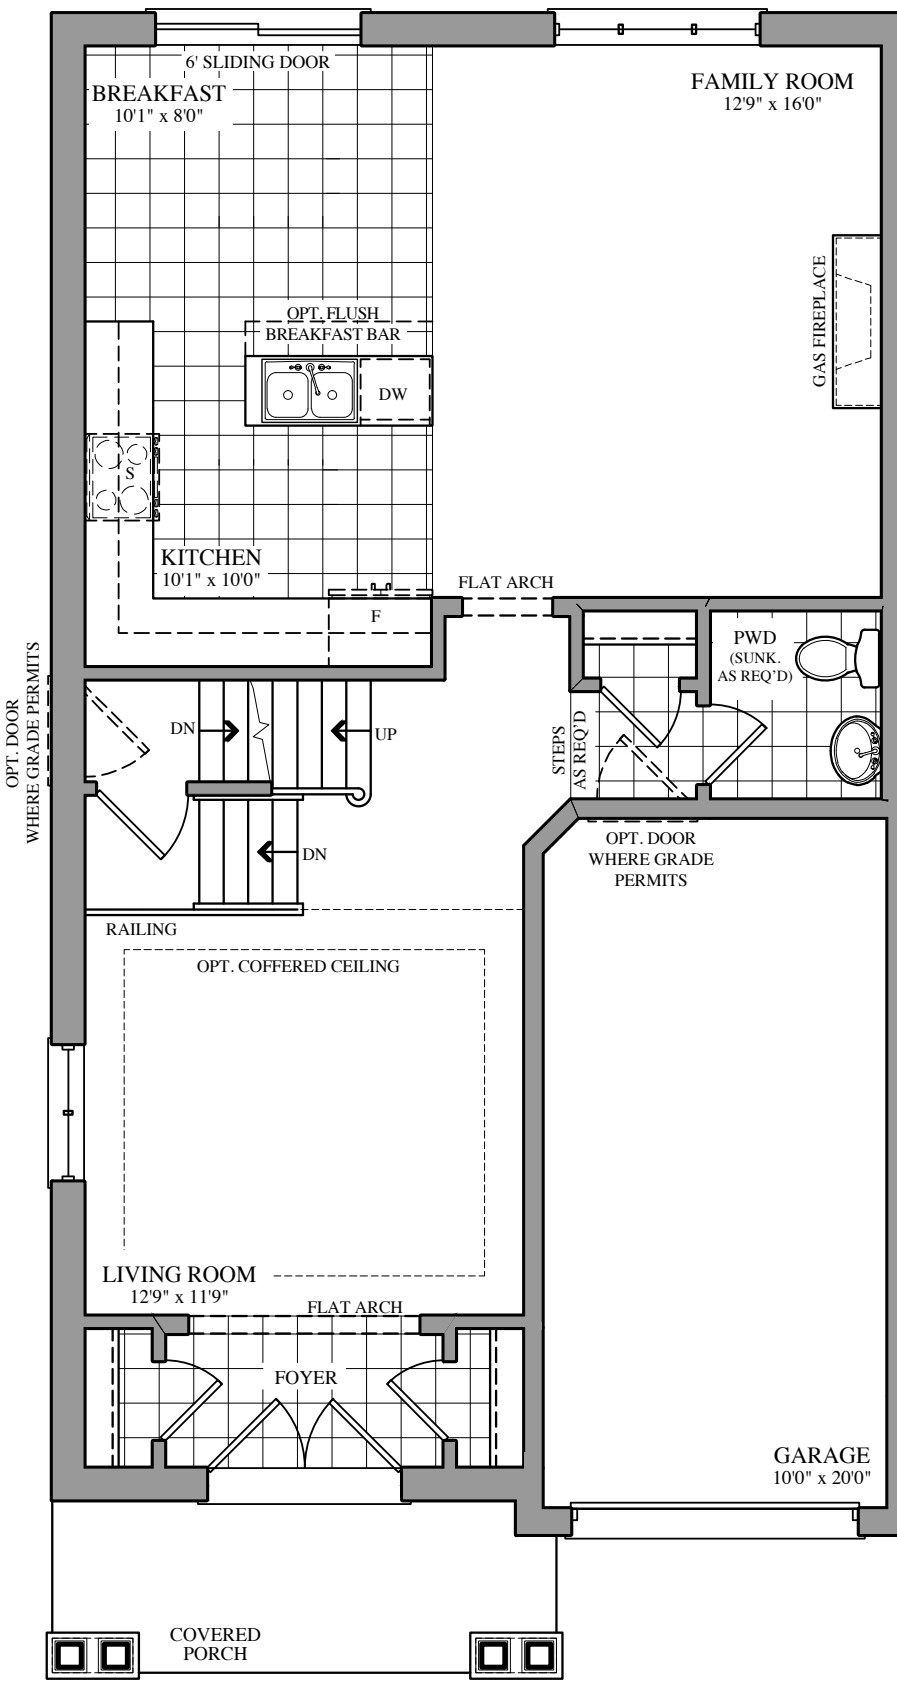 6' SLIDING DOOR
BREAKFAST
10'1" x 8'0"
FAMILY ROOM
12'9" x 16'0"
GAS FIREPLACE
OPT. FLUSH
BREAKFAST BAR
DW
S
KITCHEN
10'1" x 10'0"
FLAT ARCH
F
PWD
(SUNK.
AS REQ'D)
OPT. DOOR
WHERE GRADE PERMITS
DN
UP
STEPS
AS REQ'D
DN
OPT. DOOR
WHERE GRADE
PERMITS
RAILING
OPT. COFFERED CEILING
LIVING ROOM
12'9" x 11'9"
FLAT ARCH
FOYER
GARAGE
10'0" x 20'0"
COVERED
PORCH